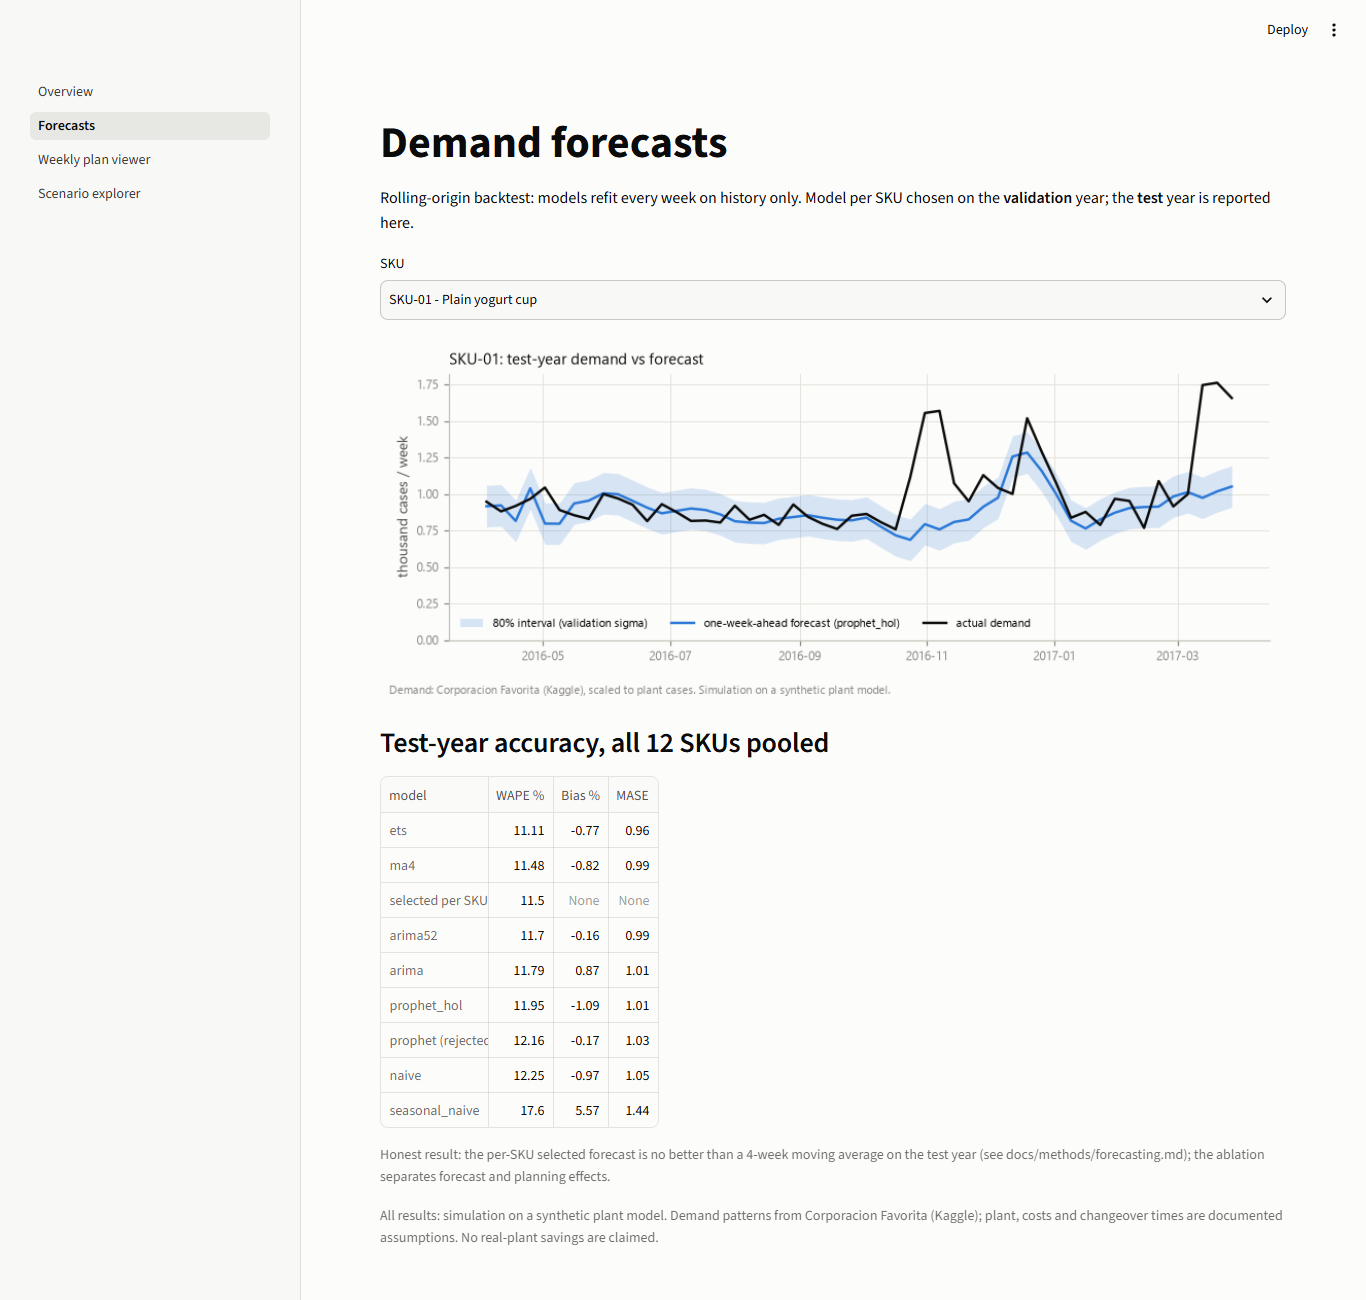 Deploy
Overview
Forecasts
Weekly plan viewer
Scenario explorer
Demand forecasts
Rolling-origin backtest: models refit every week on history only. Model per SKU chosen on the validation year; the test year is reported
here.
SKU
SKU-01 - Plain yogurt cup
SKU-01: test-year demand vs forecast
thousand cases / week
1.75
1.50
1.25
1.00
0.75
0.50
0.25
0.00
80% interval (validation sigma) one-week-ahead forecast (prophet_hol) actual demand
2016-05 2016-07 2016-09 2016-11 2017-01 2017-03
Demand: Corporacion Favorita (Kaggle), scaled to plant cases. Simulation on a synthetic plant model.
Test-year accuracy, all 12 SKUs pooled
model WAPE % Bias % MASE
ets 11.11 -0.77 0.96
ma4 11.48 -0.82 0.99
selected per SKU 11.5 None None
arima52 11.7 -0.16 0.99
arima 11.79 0.87 1.01
prophet_hol 11.95 -1.09 1.01
prophet (rejected 12.16 -0.17 1.03
naive 12.25 -0.97 1.05
seasonal_naive 17.6 5.57 1.44
Honest result: the per-SKU selected forecast is no better than a 4-week moving average on the test year (see docs/methods/forecasting.md); the ablation
separates forecast and planning effects.
All results: simulation on a synthetic plant model. Demand patterns from Corporacion Favorita (Kaggle); plant, costs and changeover times are documented
assumptions. No real-plant savings are claimed.